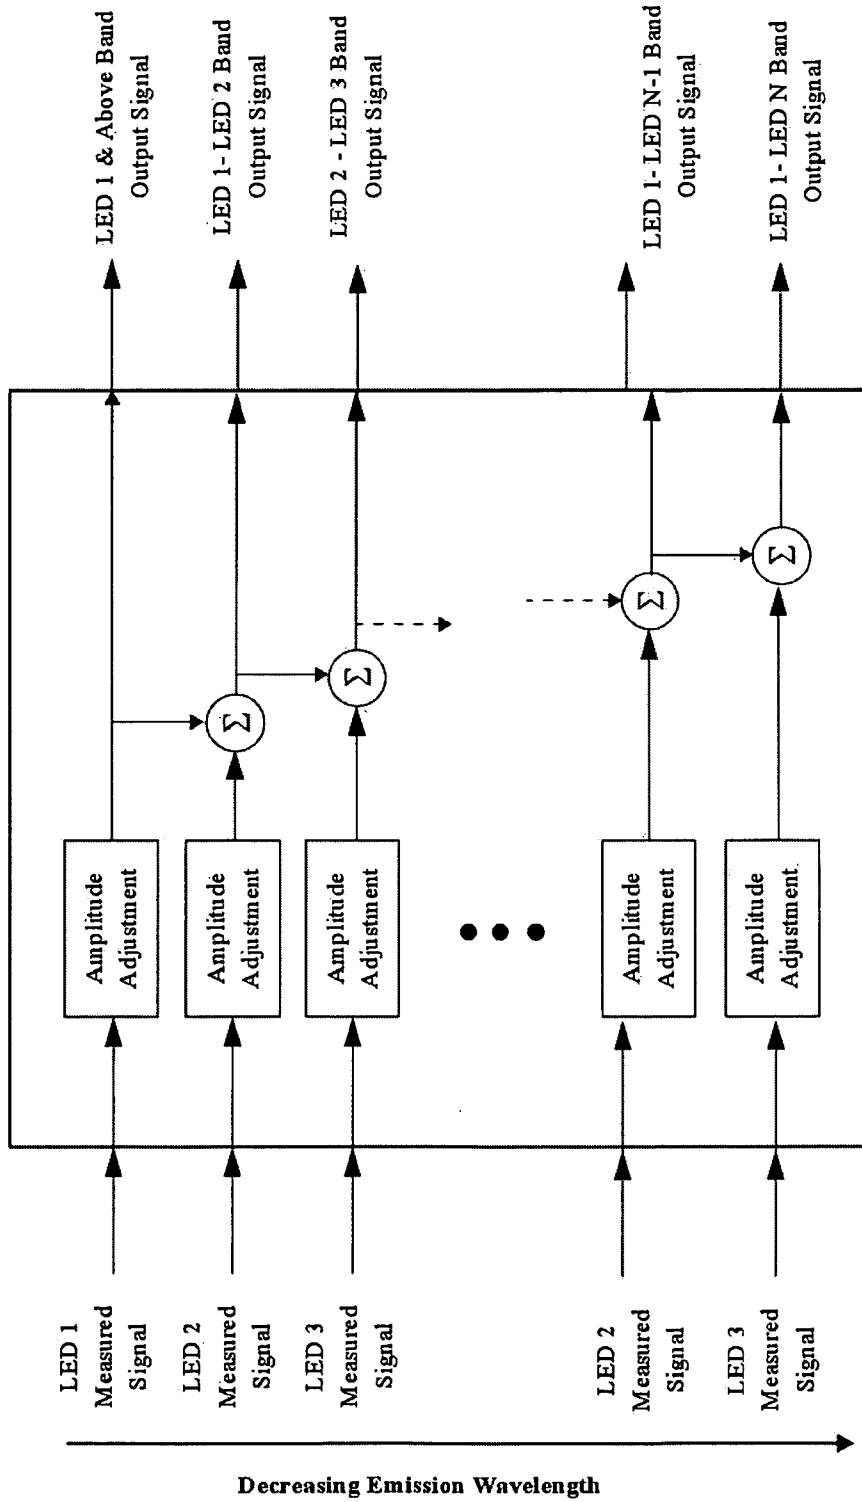 LED 1 & Above Band
Output Signal
LED 1- LED 2 Band
Output Signal
LED 2 - LED 3 Band
Output Signal
LED 1- LED N-1 Band
Output Signal
LED 1- LED N Band
Output Signal
Σ
Σ
Σ
Σ
Amplitude
Adjustment
Amplitude
Adjustment
Amplitude
Adjustment
Amplitude
Adjustment
Amplitude
Adjustment
LED 1
Measured
Signal
LED 2
Measured
Signal
LED 3
Measured
Signal
LED 2
Measured
Signal
LED 3
Measured
Signal
Decreasing Emission Wavelength